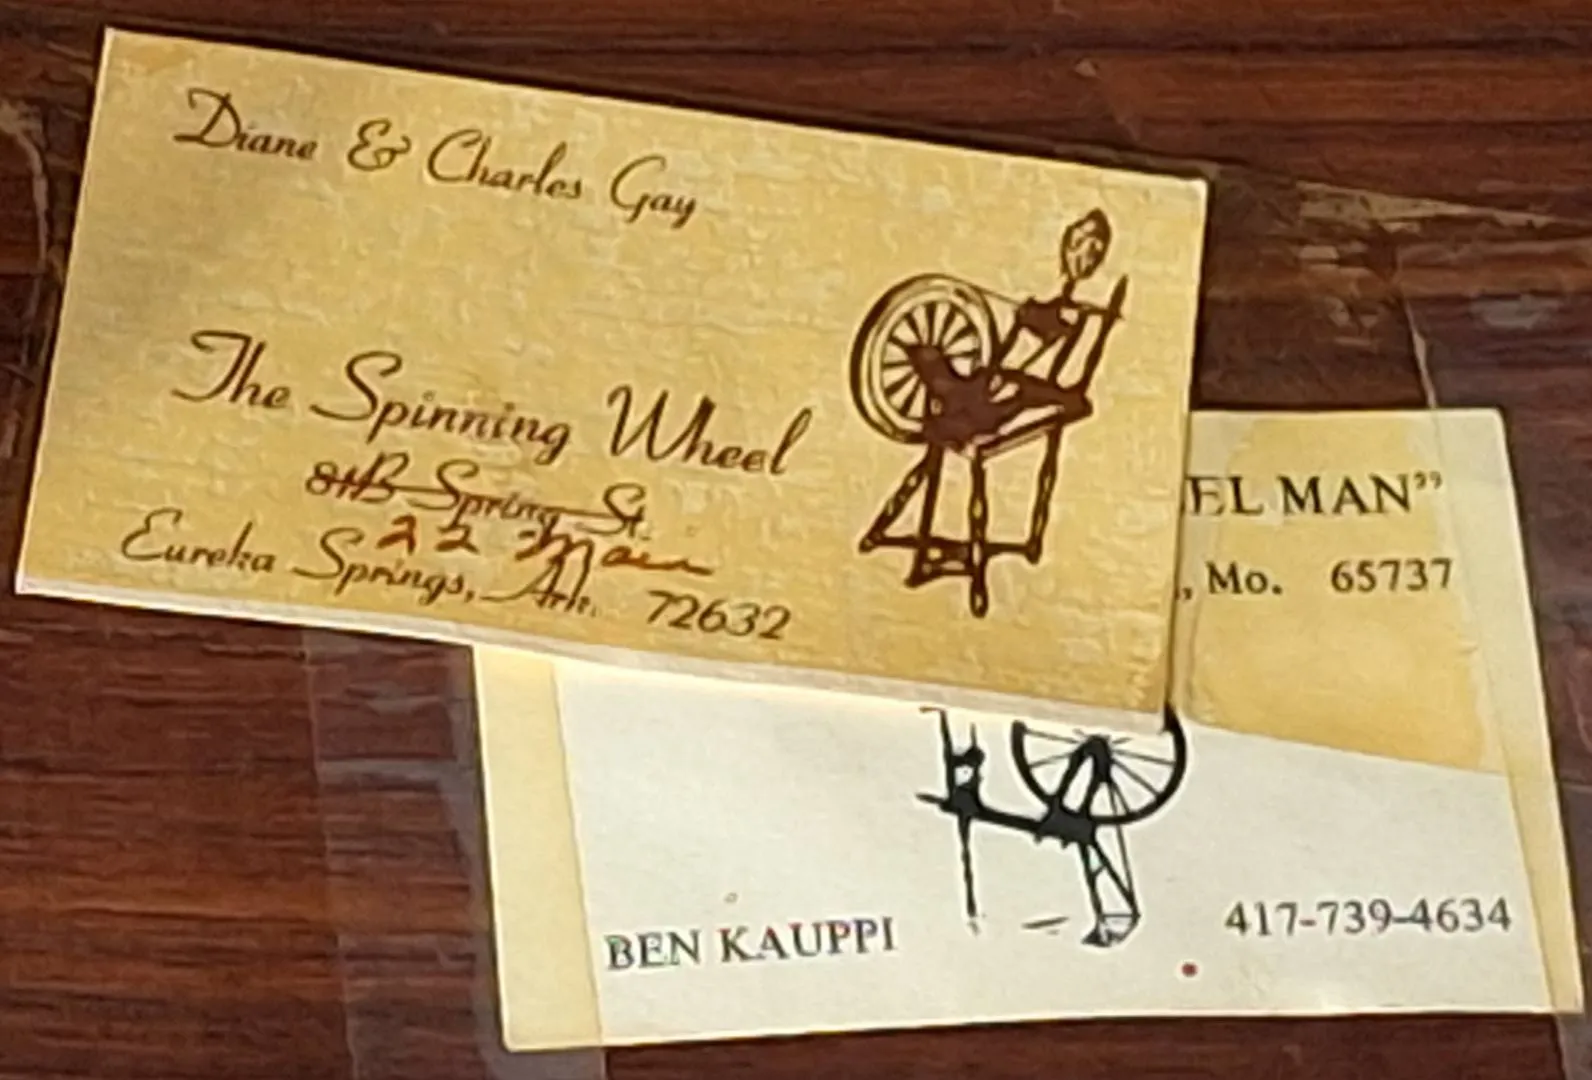 Diane & Charles Gay
The Spinning Wheel
81B Spring St.
22 Main
Eureka Springs, Ark. 72632
EL MAN”
, Mo. 65737
BEN KAUPPI
417-739-4634